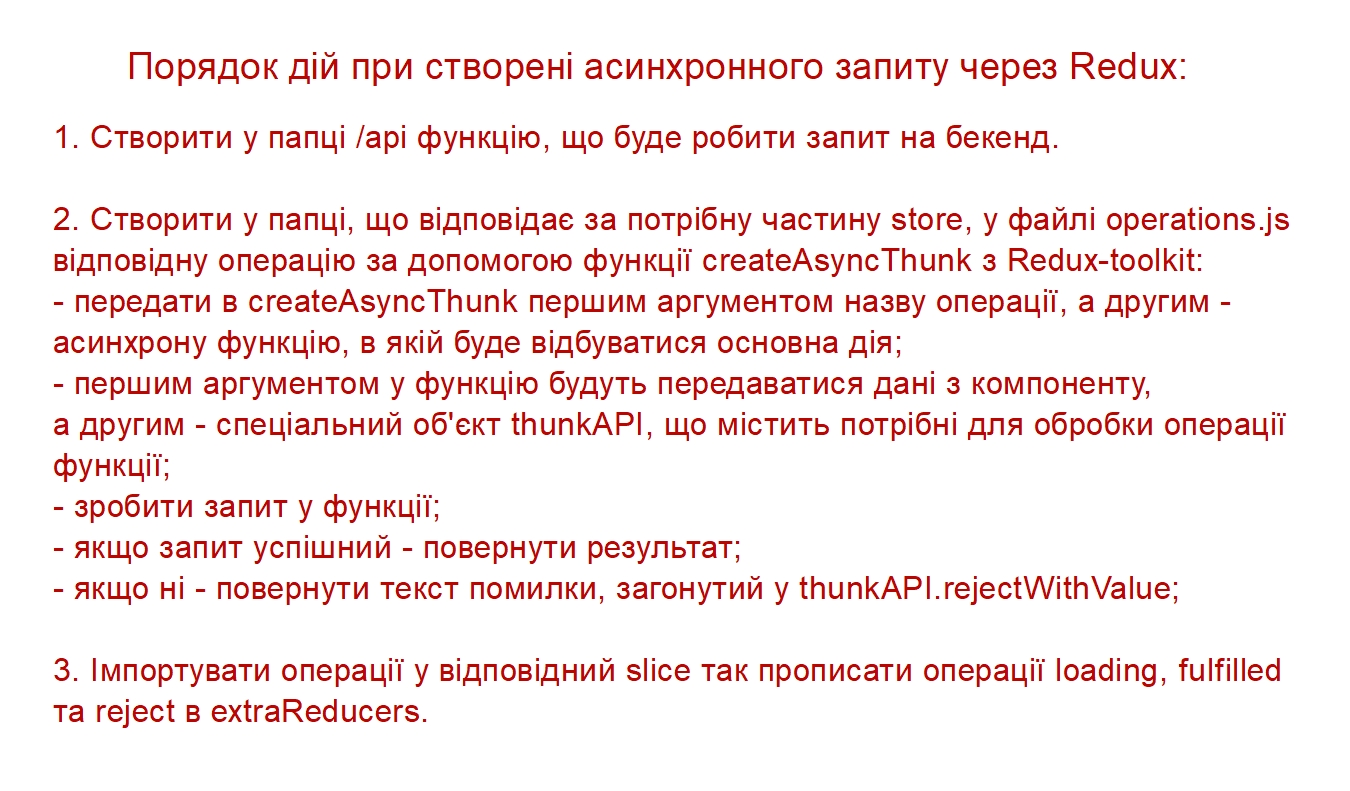 Порядок дій при створені асинхронного запиту через Redux:
1. Створити у папці /api функцію, що буде робити запит на бекенд.
2. Створити у папці, що відповідає за потрібну частину store, у файлі operations.js
відповідну операцію за допомогою функції createAsyncThunk з Redux-toolkit:
- передати в createAsyncThunk першим аргументом назву операції, а другим -
асинхрону функцію, в якій буде відбуватися основна дія;
- першим аргументом у функцію будуть передаватися дані з компоненту,
а другим - спеціальний об'єкт thunkAPI, що містить потрібні для обробки операції
функції;
- зробити запит у функції;
- якщо запит успішний - повернути результат;
- якщо ні - повернути текст помилки, загонутий у thunkAPI.rejectWithValue;
3. Імпортувати операції у відповідний slice так прописати операції loading, fulfilled
та reject в extraReducers.